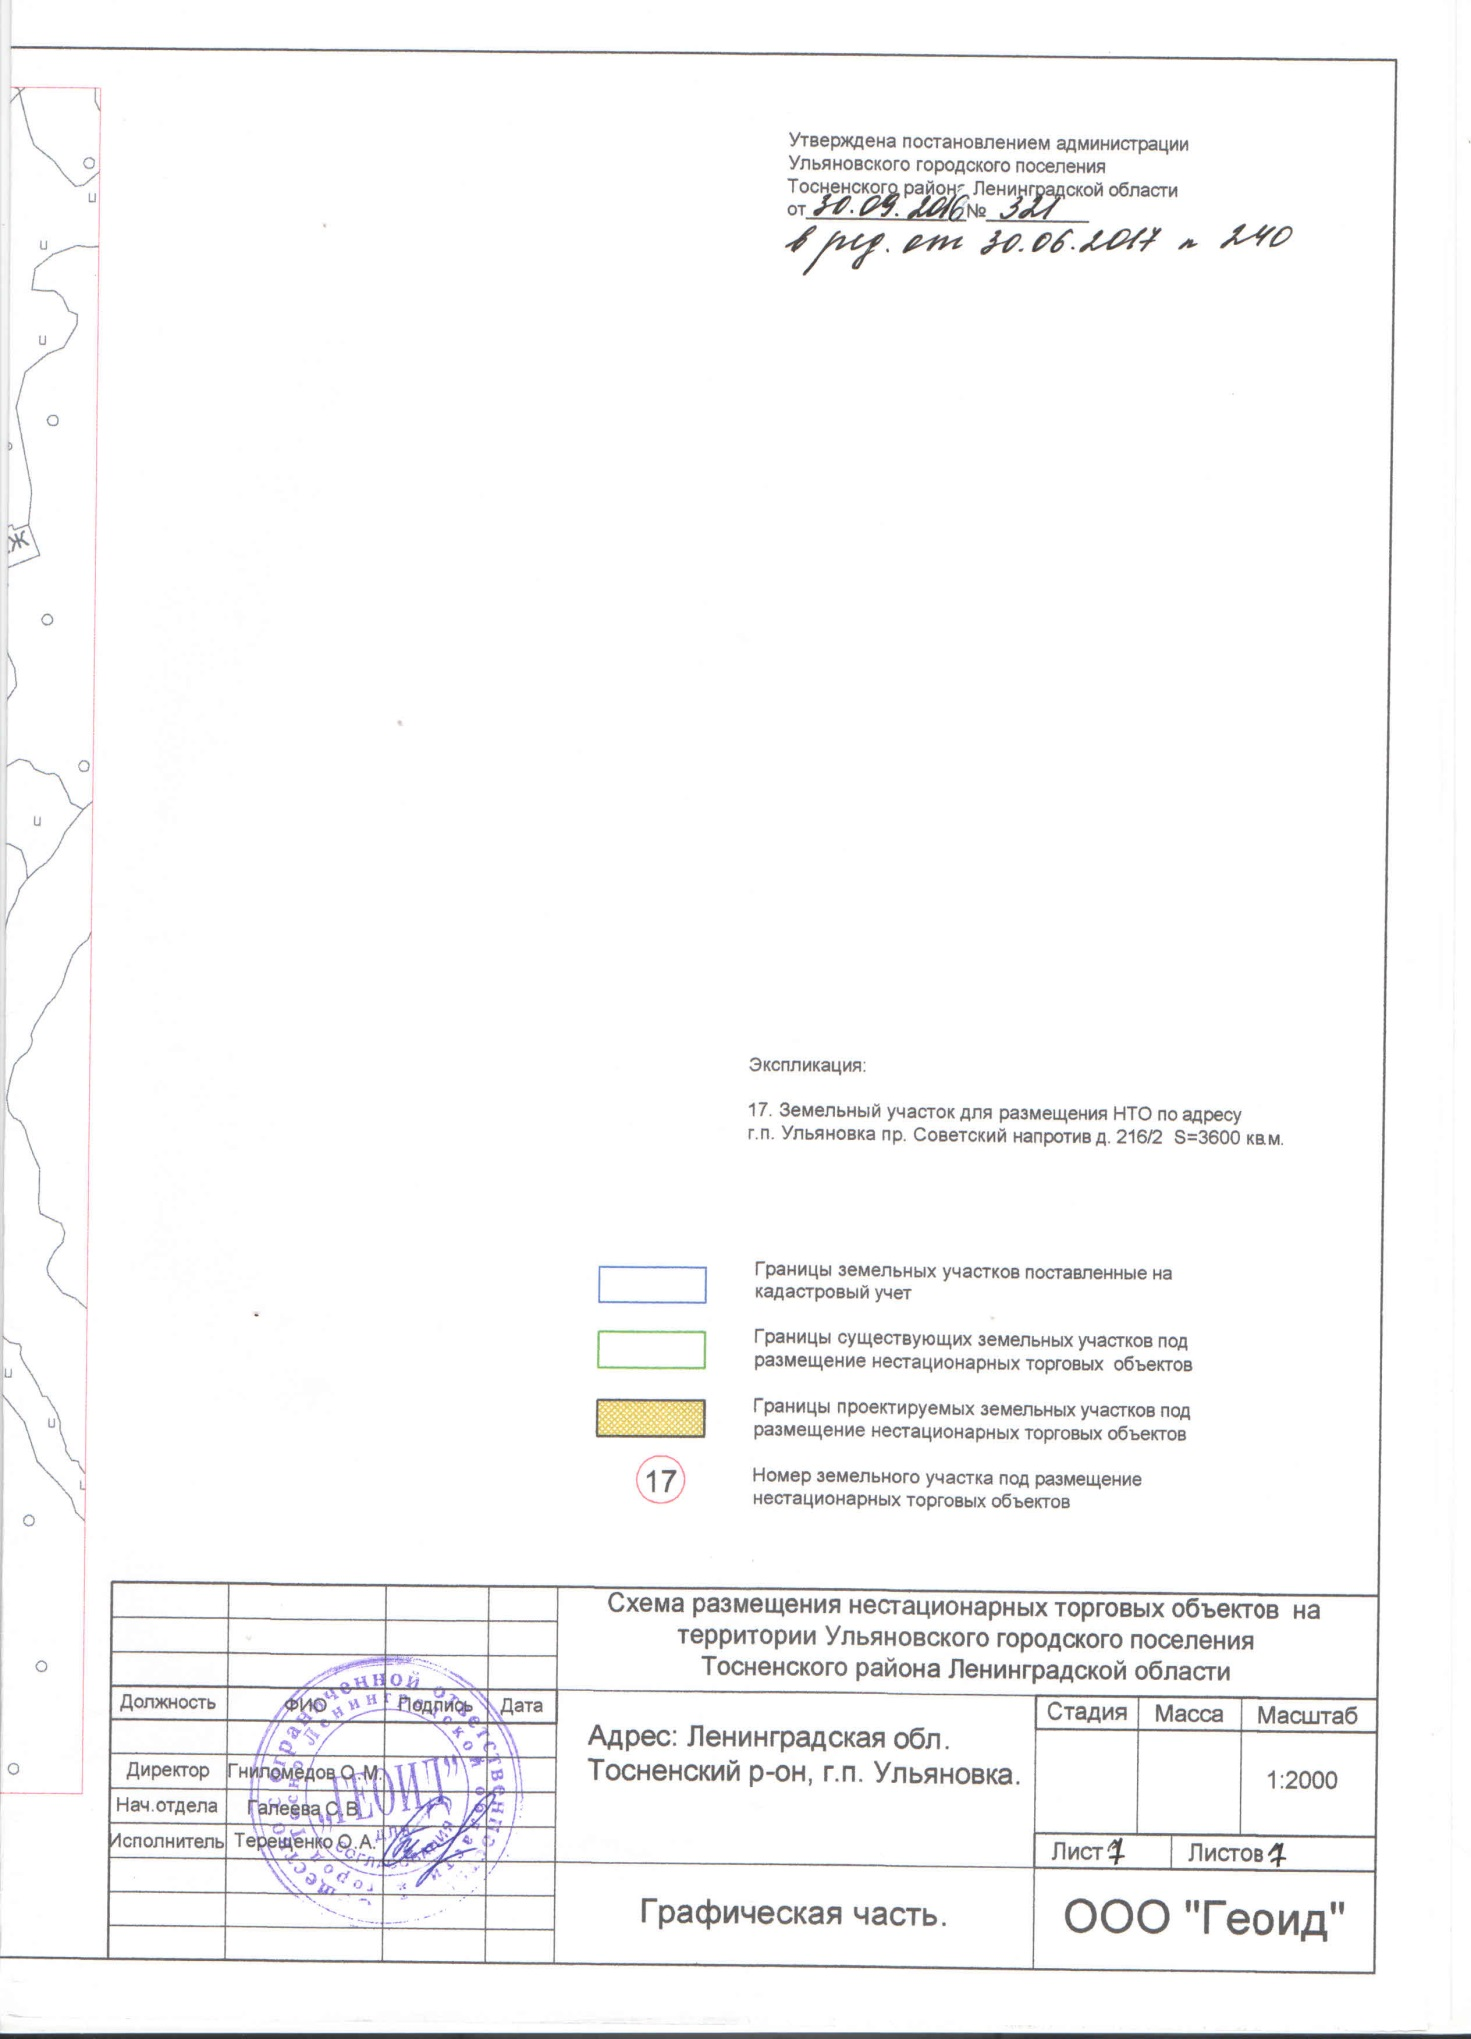 Утверждена постановлением администрации
Ульяновского городского поселения
Тосненского района Ленинградской области
от 30.09.2016 № 321
в ред. от 30.06.2017 n 240
Ж
Экспликация:
17. Земельный участок для размещения НТО по адресу
г.п. Ульяновка пр. Советский напротив д. 216/2 S=3600 кв.м.
Границы земельных участков поставленные на
кадастровый учет
Границы существующих земельных участков под
размещение нестационарных торговых объектов
Границы проектируемых земельных участков под
размещение нестационарных торговых объектов
17
Номер земельного участка под размещение
нестационарных торговых объектов
Схема размещения нестационарных торговых объектов на
территории Ульяновского городского поселения
Тосненского района Ленинградской области
Должность ФИО Подпись Дата
Директор Гниломедов О.М.
Нач.отдела Галеева С.В.
Исполнитель Терещенко О.А.
Адрес: Ленинградская обл.
Тосненский р-он, г.п. Ульяновка.
Стадия Масса Масштаб
1:2000
Лист 7 Листов 7
Графическая часть.
ООО "Геоид"
"ГЕОИД"
ДЛЯ
СОГЛАСОВАНИЯ